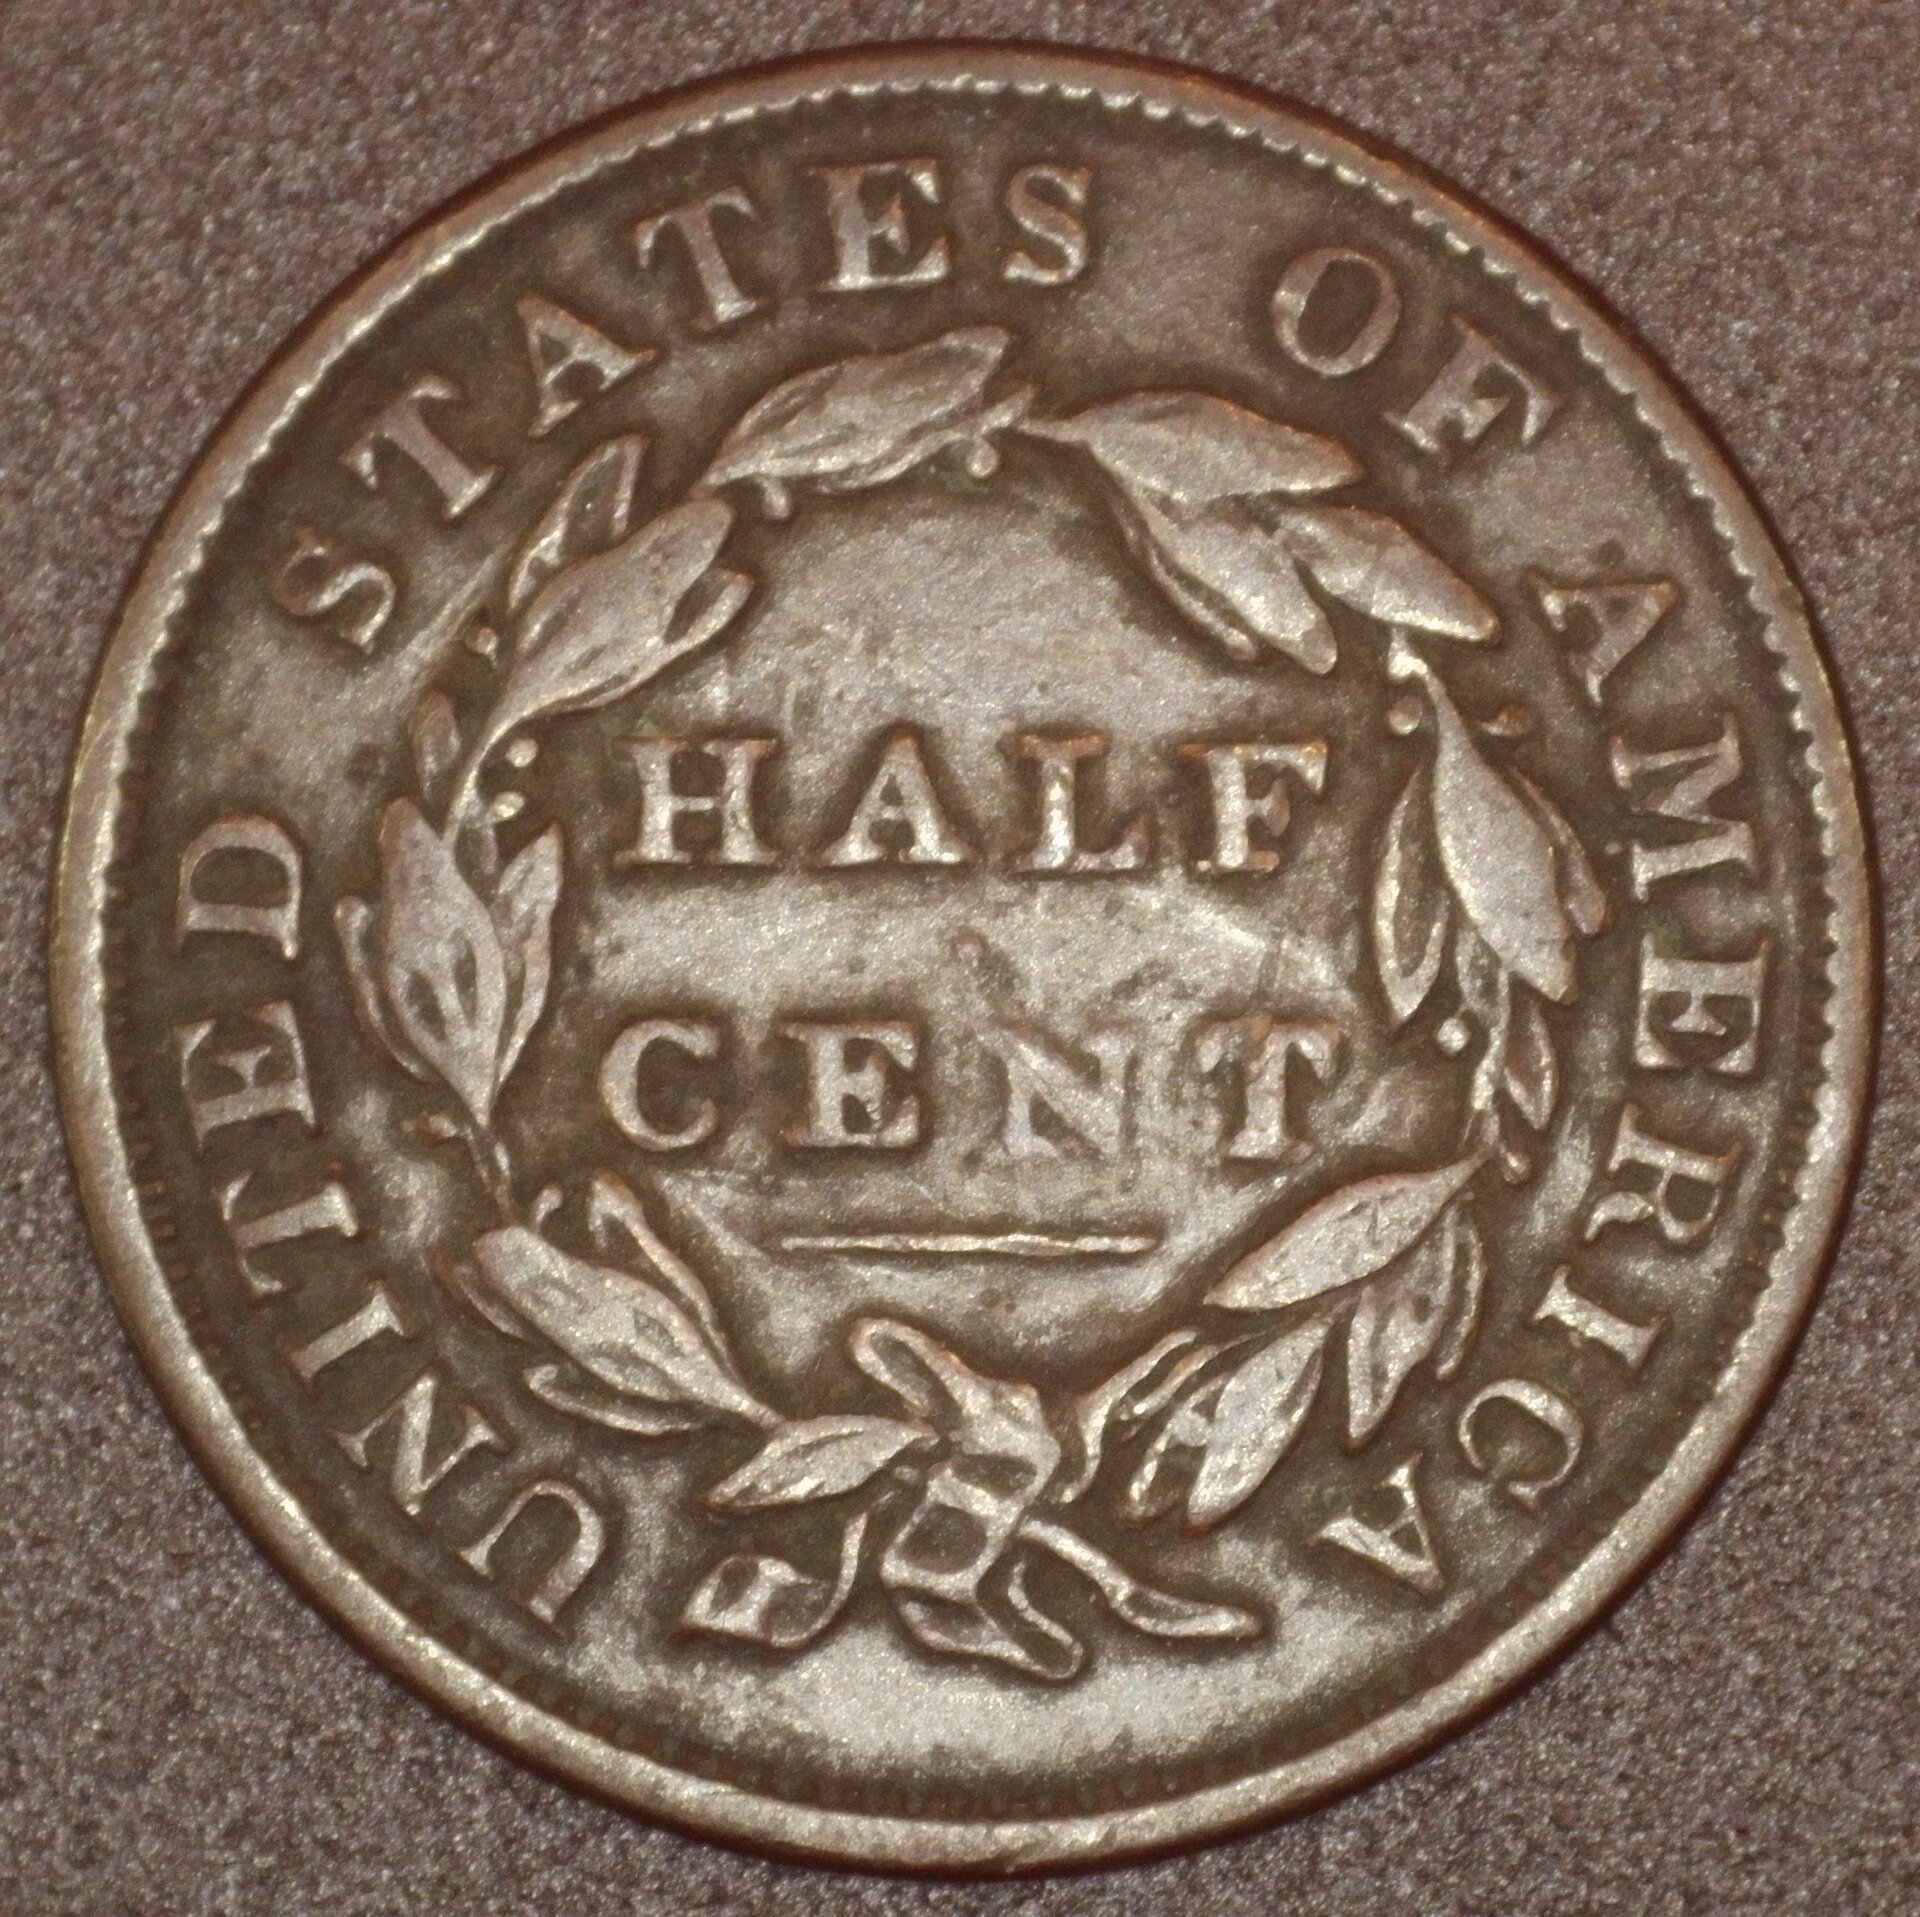 UNITED STATES OF AMERICA
HALF
CENT